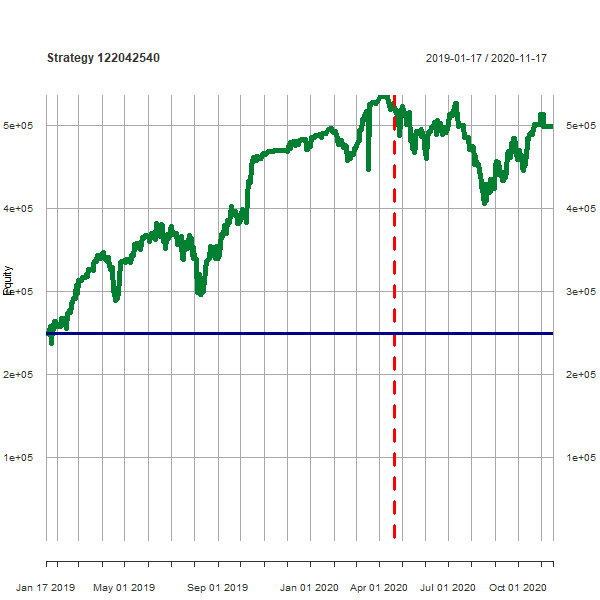 Strategy 122042540
2019-01-17 / 2020-11-17
5e+05
5e+05
4e+05
4e+05
3e+05
3e+05
Equity
2e+05
2e+05
1e+05
1e+05
Jan 17 2019
May 01 2019
Sep 01 2019
Jan 01 2020
Apr 01 2020
Jul 01 2020
Oct 01 2020